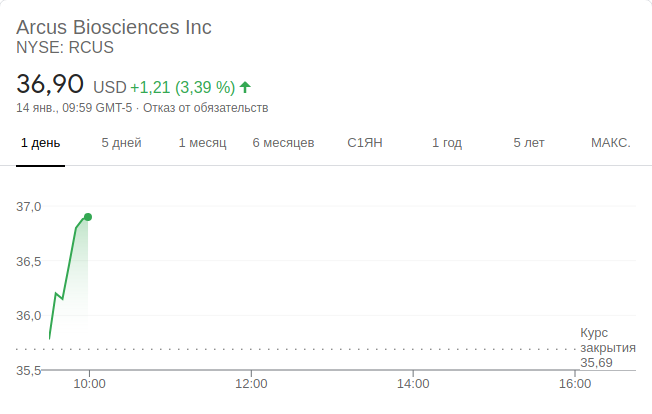 Arcus Biosciences Inc
NYSE: RCUS
36,90 USD +1,21 (3,39 %)
14 янв., 09:59 GMT-5 · Отказ от обязательств
1 день 5 дней 1 месяц 6 месяцев С1ЯН 1 год 5 лет МАКС.
37,0
36,5
36,0
Курс
закрытия
35,69
35,5
10:00 12:00 14:00 16:00